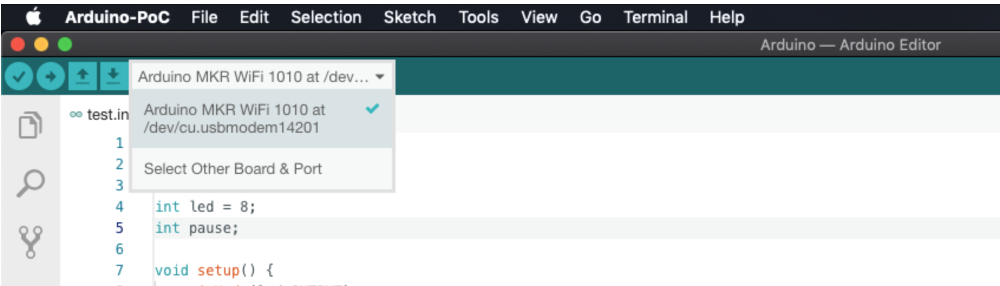 Arduino-PoC File Edit Selection Sketch Tools View Go Terminal Help
Arduino — Arduino Editor
Arduino MKR WiFi 1010 at /dev...
Arduino MKR WiFi 1010 at
/dev/cu.usbmodem14201
Select Other Board & Port
test.in
1
2
3
4 int led = 8;
5 int pause;
6
7 void setup() {